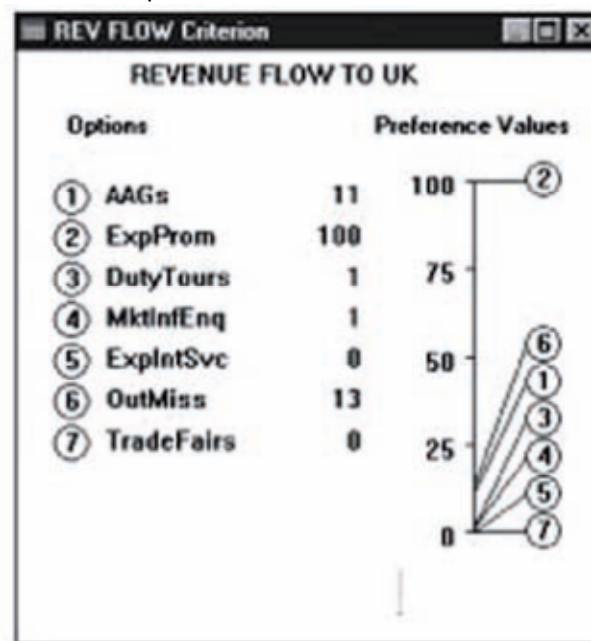 REV FLOW Criterion
REVENUE FLOW TO UK
Options Preference Values
1 AAGs 11
2 ExpProm 100
3 DutyTours 1
4 MktInfEnq 1
5 ExpIntSvc 0
6 OutMiss 13
7 TradeFairs 0
100 2
75
50 6
1
3
25 4
5
0 7